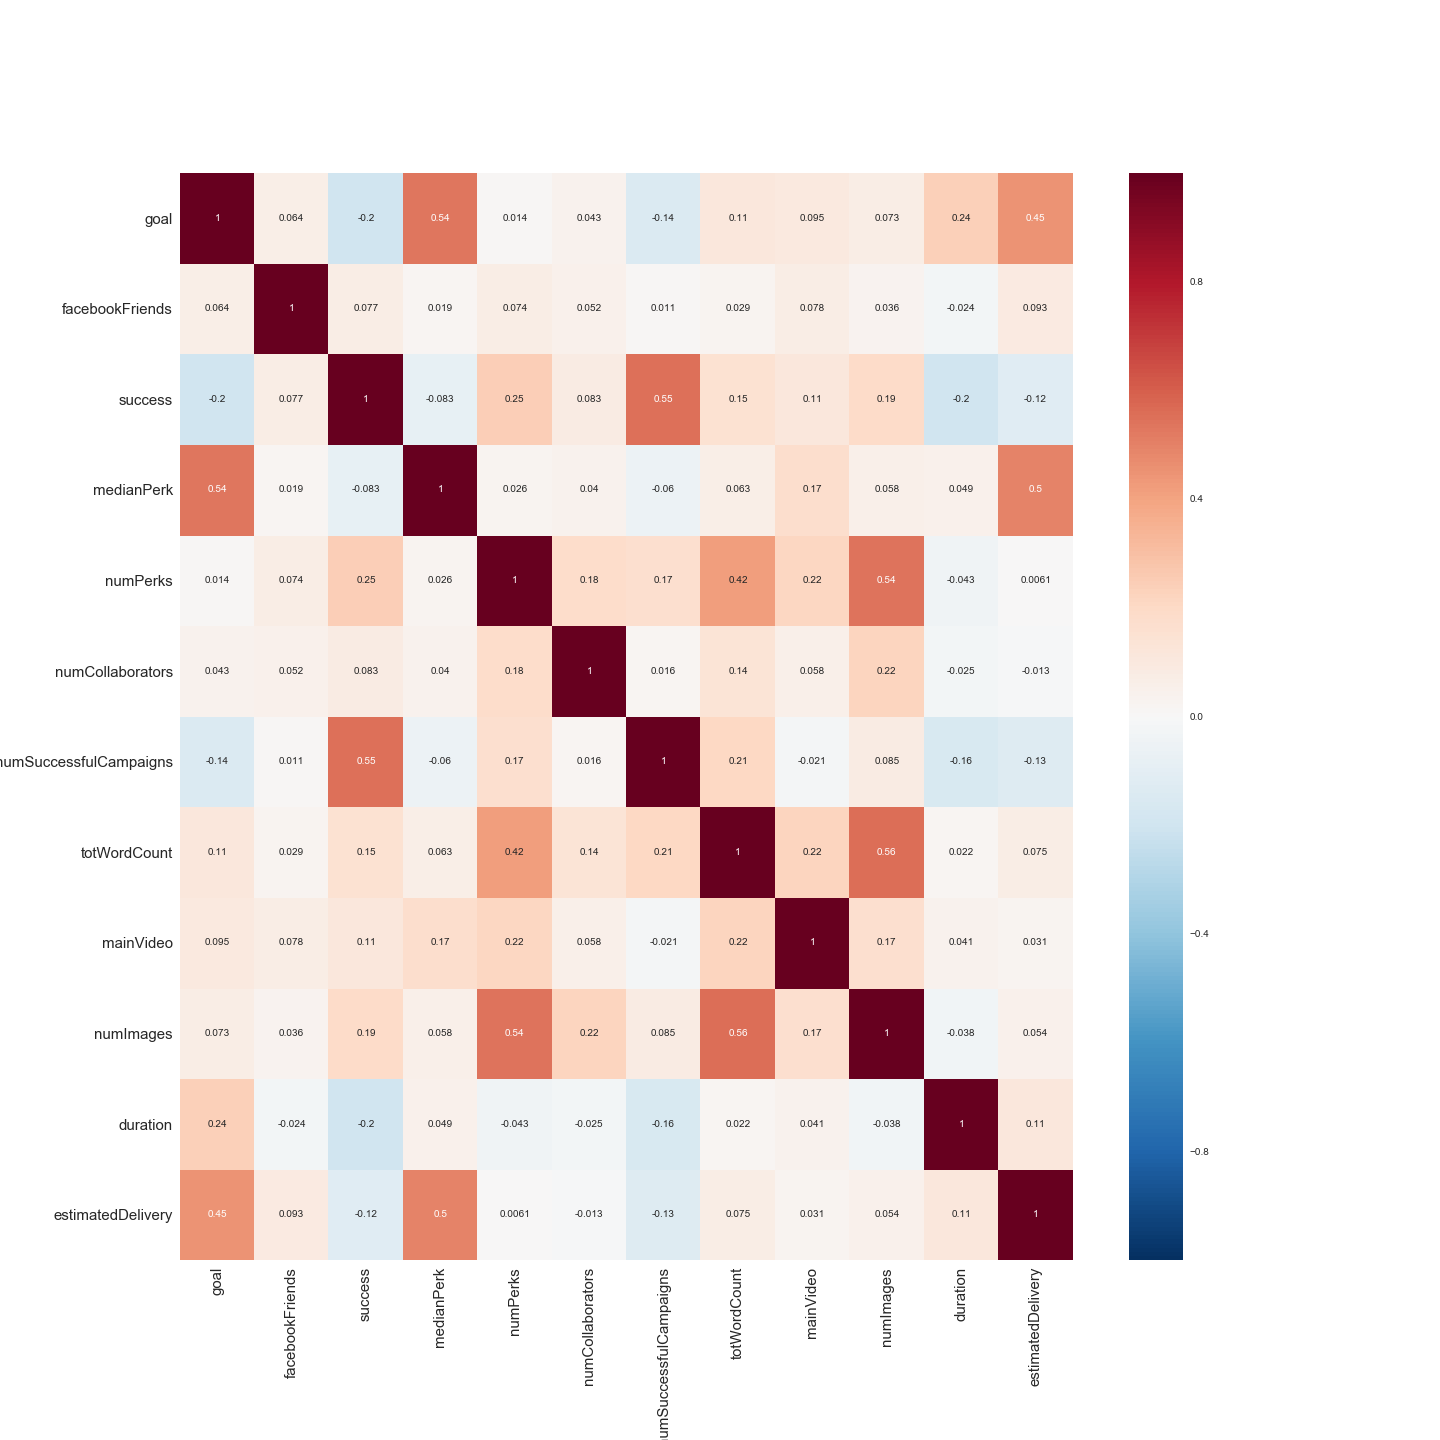 goal 1 0.064 -0.2 0.54 0.014 0.043 -0.14 0.11 0.095 0.073 0.24 0.45
0.8
facebookFriends 0.064 1 0.077 0.019 0.074 0.052 0.011 0.029 0.078 0.036 -0.024 0.093
success -0.2 0.077 1 -0.083 0.25 0.083 0.55 0.15 0.11 0.19 -0.2 -0.12
medianPerk 0.54 0.019 -0.083 1 0.026 0.04 -0.06 0.063 0.17 0.058 0.049 0.5
0.4
numPerks 0.014 0.074 0.25 0.026 1 0.18 0.17 0.42 0.22 0.54 -0.043 0.0061
numCollaborators 0.043 0.052 0.083 0.04 0.18 1 0.016 0.14 0.058 0.22 -0.025 -0.013
0.0
numSuccessfulCampaigns -0.14 0.011 0.55 -0.06 0.17 0.016 1 0.21 -0.021 0.085 -0.16 -0.13
totWordCount 0.11 0.029 0.15 0.063 0.42 0.14 0.21 1 0.22 0.56 0.022 0.075
−0.4
mainVideo 0.095 0.078 0.11 0.17 0.22 0.058 -0.021 0.22 1 0.17 0.041 0.031
numImages 0.073 0.036 0.19 0.058 0.54 0.22 0.085 0.56 0.17 1 -0.038 0.054
duration 0.24 -0.024 -0.2 0.049 -0.043 -0.025 -0.16 0.022 0.041 -0.038 1 0.11
−0.8
estimatedDelivery 0.45 0.093 -0.12 0.5 0.0061 -0.013 -0.13 0.075 0.031 0.054 0.11 1
goal
facebookFriends
success
medianPerk
numPerks
numCollaborators
numSuccessfulCampaigns
totWordCount
mainVideo
numImages
duration
estimatedDelivery